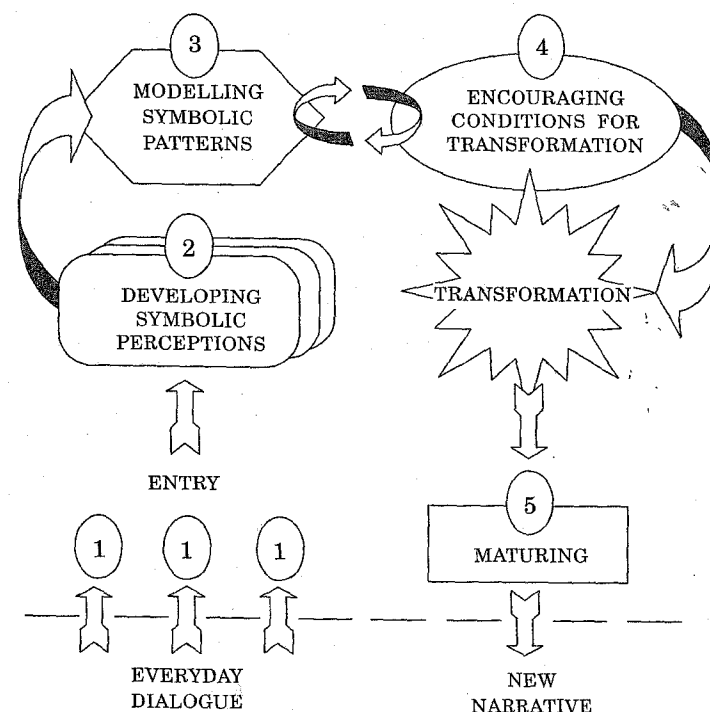 3
MODELLING
SYMBOLIC
PATTERNS
4
ENCOURAGING
CONDITIONS FOR
TRANSFORMATION
2
DEVELOPING
SYMBOLIC
PERCEPTIONS
TRANSFORMATION
ENTRY
5
MATURING
1 1 1
EVERYDAY
DIALOGUE
NEW
NARRATIVE